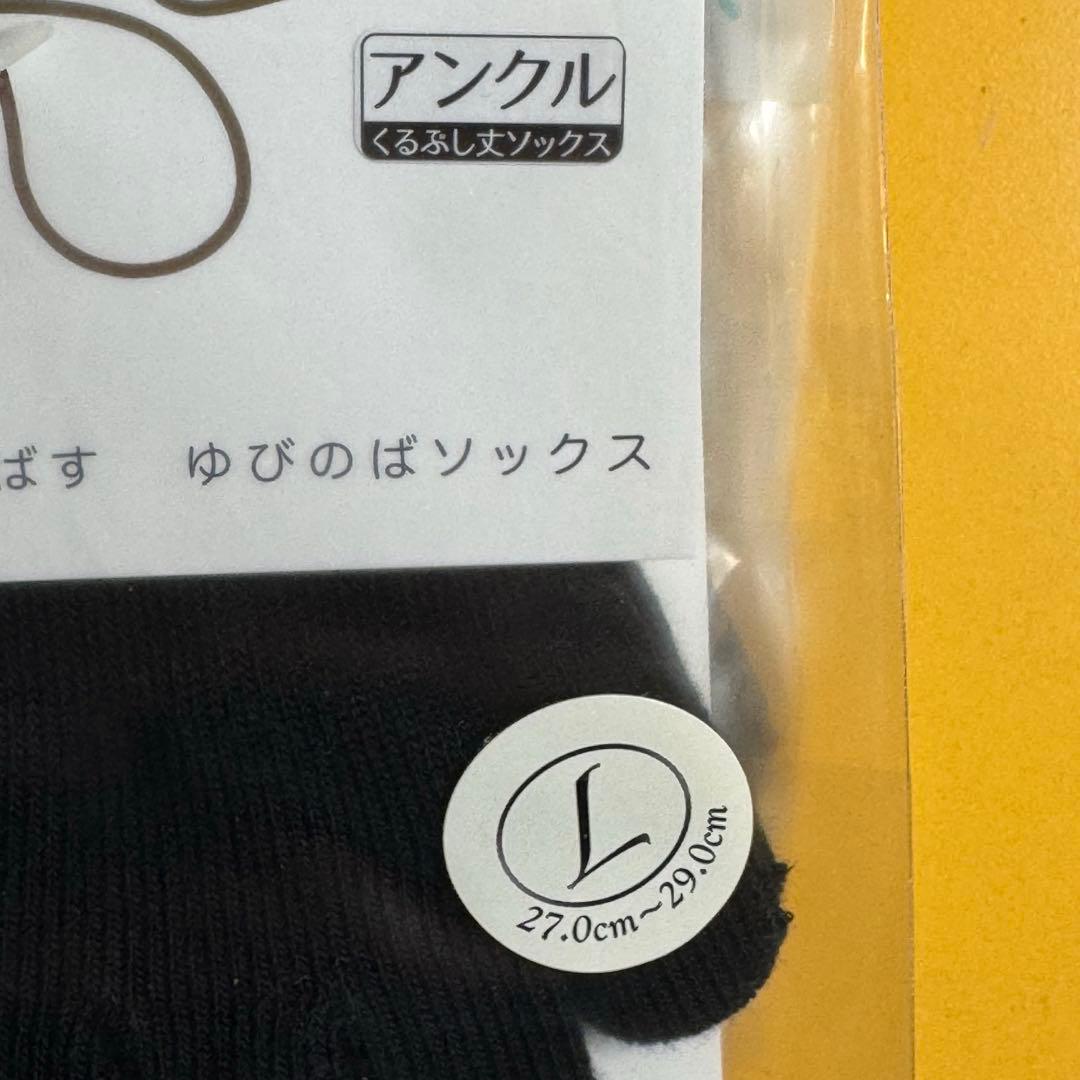 アンクル
くるぶし丈ソックス
ばす ゆびのばソックス
L
27.0cm~29.0cm